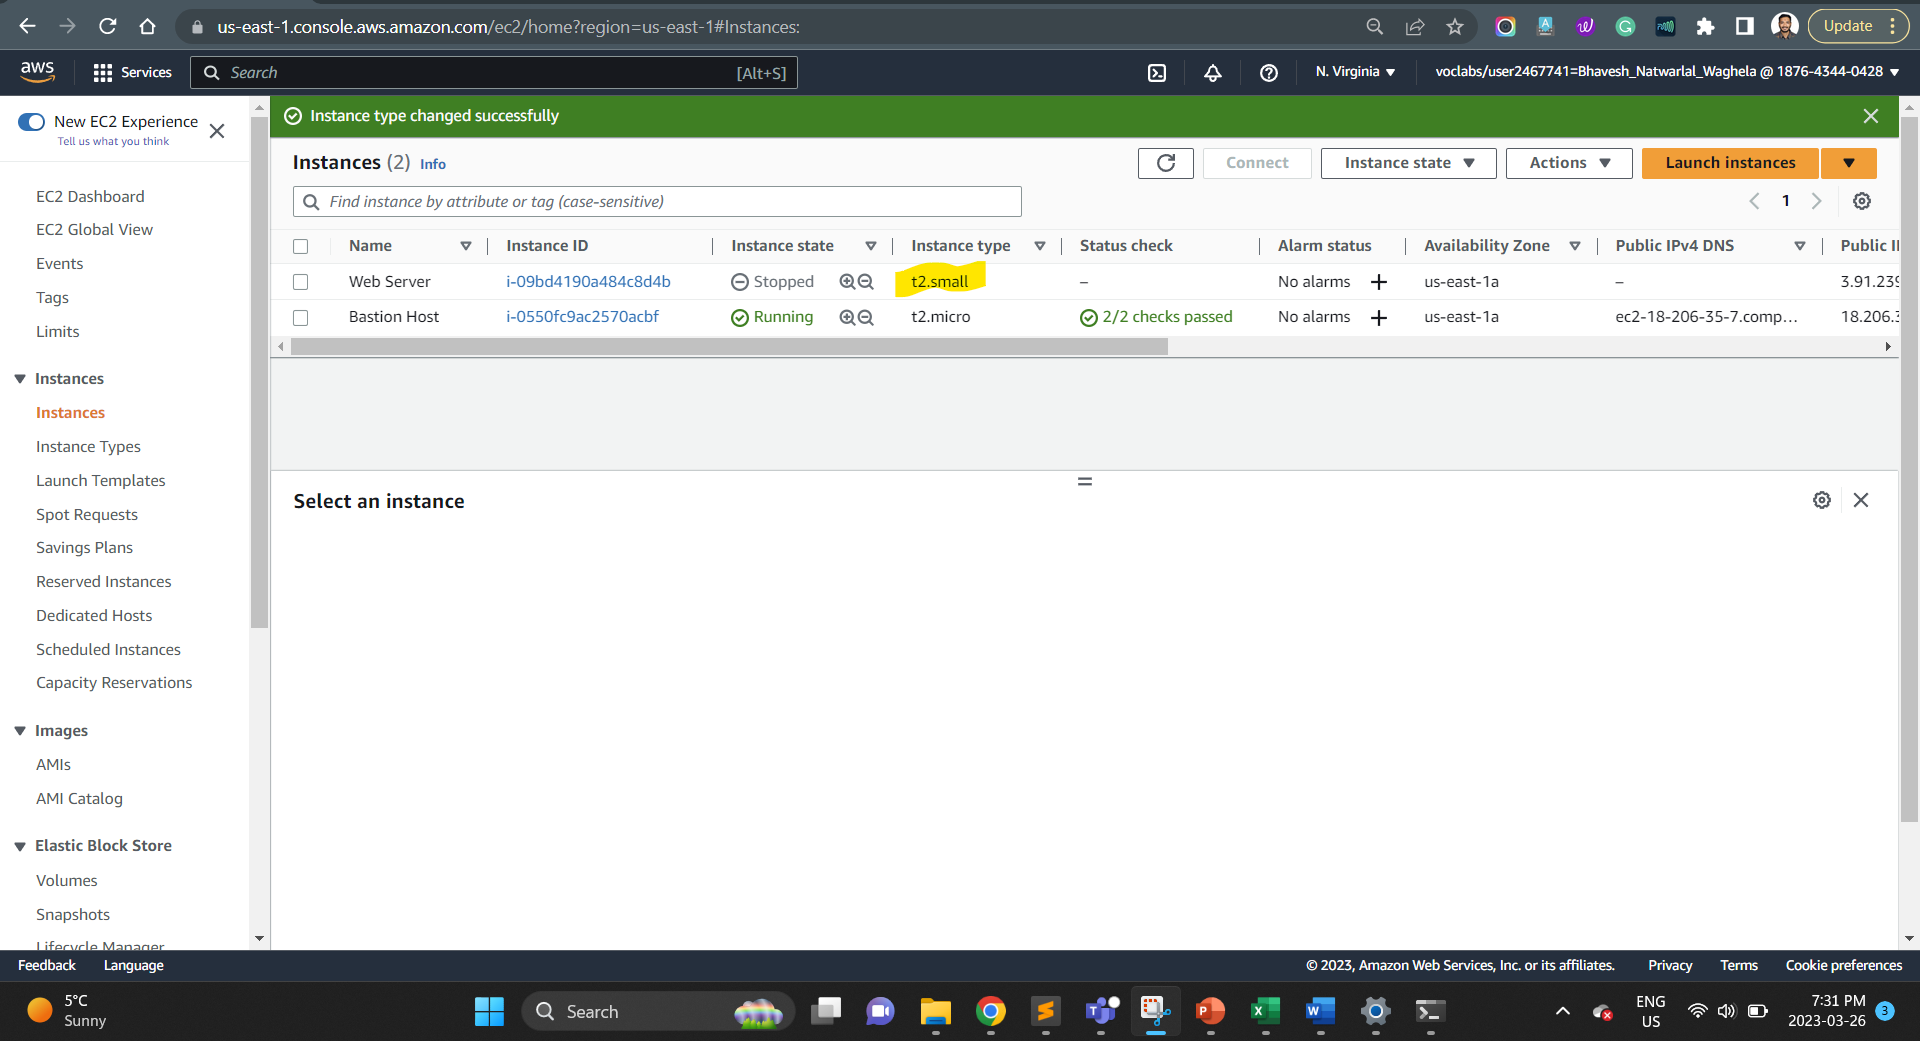 us-east-1.console.aws.amazon.com/ec2/home?region=us-east-1#Instances:
Update
aws
Services
Search
[Alt+S]
N. Virginia
voclabs/user2467741=Bhavesh_Natwarlal_Waghela @ 1876-4344-0428
New EC2 Experience
Tell us what you think
Instance type changed successfully
Instances (2) Info
Connect
Instance state
Actions
Launch instances
Find instance by attribute or tag (case-sensitive)
1
Name Instance ID Instance state Instance type Status check Alarm status Availability Zone Public IPv4 DNS Public
Web Server i-09bd4190a484c8d4b Stopped t2.small – No alarms + us-east-1a – 3.91.239
Bastion Host i-0550fc9ac2570acbf Running t2.micro 2/2 checks passed No alarms + us-east-1a ec2-18-206-35-7.comp... 18.206.3
Select an instance
EC2 Dashboard
EC2 Global View
Events
Tags
Limits
Instances
Instances
Instance Types
Launch Templates
Spot Requests
Savings Plans
Reserved Instances
Dedicated Hosts
Scheduled Instances
Capacity Reservations
Images
AMIs
AMI Catalog
Elastic Block Store
Volumes
Snapshots
Lifecycle Manager
Feedback
Language
© 2023, Amazon Web Services, Inc. or its affiliates.
Privacy
Terms
Cookie preferences
5°C
Sunny
Search
ENG
US
7:31 PM
2023-03-26
3